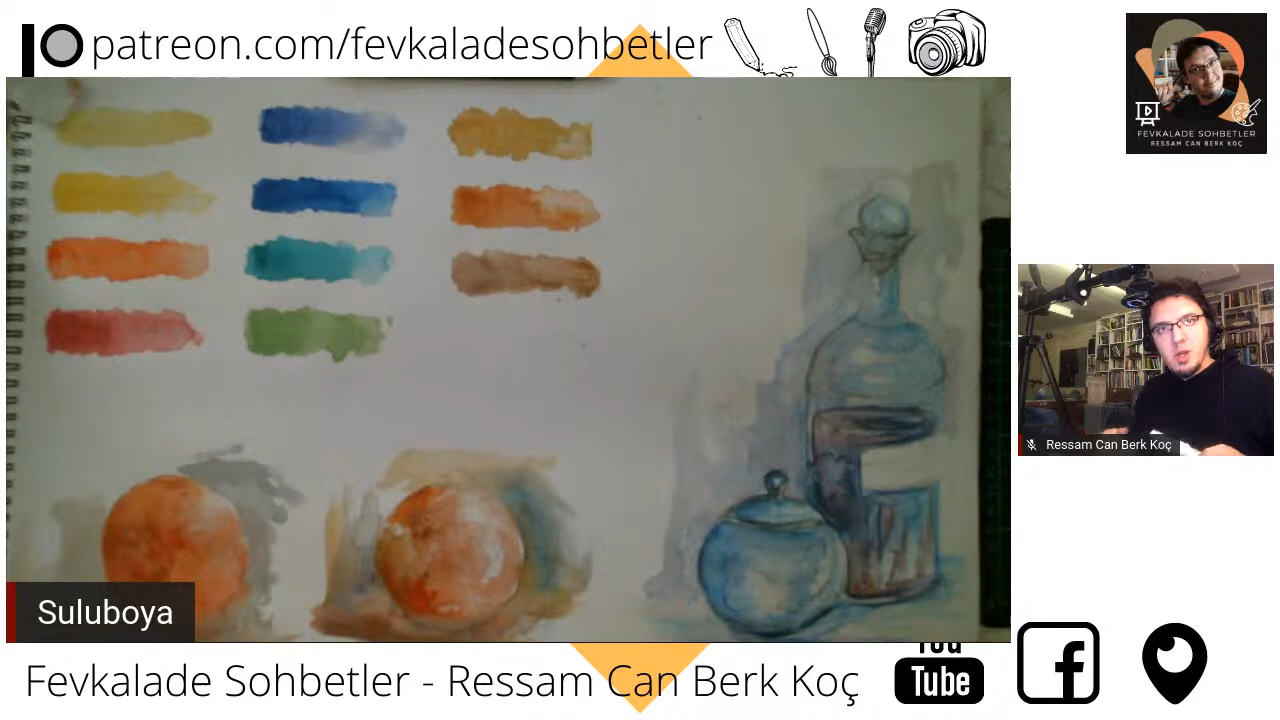 patreon.com/fevkaladesohbetler
FEVKALADE SOHBETLER
RESSAM CAN BERK KOÇ
Ressam Can Berk Koç
Suluboya
Fevkalade Sohbetler - Ressam Can Berk Koç
You
Tube